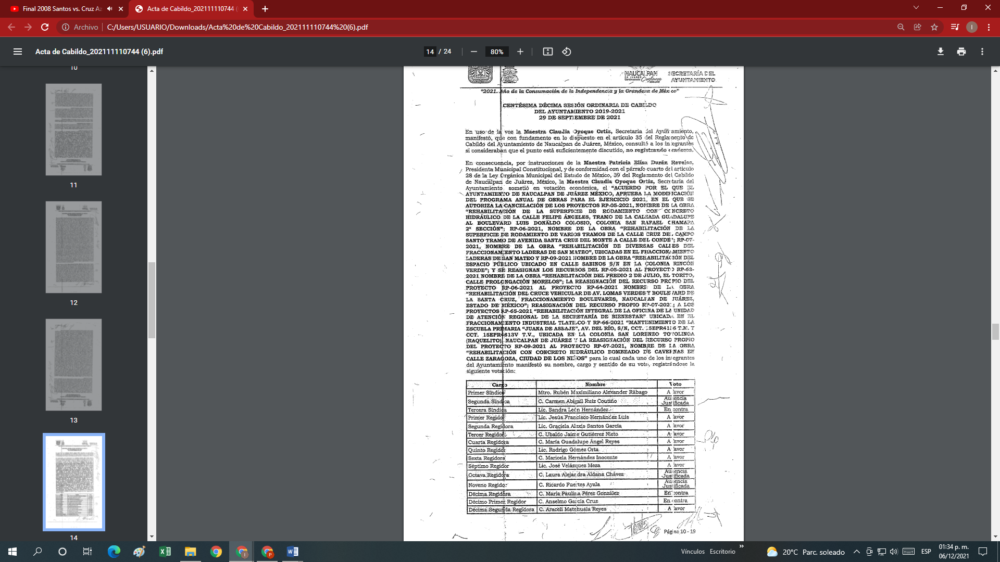 Final 2008 Santos vs. Cruz Az
Acta de Cabildo_202111110744 (
Archivo
C:/Users/USUARIO/Downloads/Acta%20de%20Cabildo_202111110744%20(6).pdf
Acta de Cabildo_202111110744 (6).pdf
14 / 24
80%
10
11
12
13
14
NAUCALPAN
DE JUÁREZ
SECRETARÍA DEL
AYUNTAMIENTO
"2021. Año de la Consumación de la Independencia y la Grandeza de México"
CENTÉSIMA DÉCIMA SESIÓN ORDINARIA DE CABILDO
DEL AYUNTAMIENTO 2019-2021
29 DE SEPTIEMBRE DE 2021
En uso de la voz la Maestra Claudia Oyoque Ortiz, Secretaria del Ayuntamiento,
manifestó, que con fundamento en lo dispuesto en el artículo 35 del Reglamento de
Cabildo del Ayuntamiento de Naucalpan de Juárez, México, consultó a los integrantes
si consideraban que el punto está suficientemente discutido, no registrando oradores.
En consecuencia, por instrucciones de la Maestra Patricia Elisa Durán Reveles,
Presidenta Municipal Constitucional, y de conformidad con el párrafo cuarto del artículo
28 de la Ley Orgánica Municipal del Estado de México, 39 del Reglamento del Cabildo
de Naucalpan de Juárez, México, la Maestra Claudia Oyoque Ortiz, Secretaria del
Ayuntamiento sometió en votación económica, el "ACUERDO POR EL QUE EL
AYUNTAMIENTO DE NAUCALPAN DE JUÁREZ MÉXICO, APRUEBA LA MODIFICACIÓN
DEL PROGRAMA ANUAL DE OBRAS PARA EL EJERCICIO 2021, EN EL QUE SE
AUTORIZA LA CANCELACIÓN DE LOS PROYECTOS RP-05-2021, NOMBRE DE LA OBRA
"REHABILITACIÓN DE LA SUPERFICIE DE RODAMIENTO CON CONCRETO
HIDRÁULICO DE LA CALLE FELIPE ÁNGELES, TRAMO DE LA CALZADA GUADALUPE
AL BOULEVARD LUIS DONALDO COLOSIO, COLONIA SAN RAFAEL CHAMAPA
2ª SECCIÓN"; RP-06-2021, NOMBRE DE LA OBRA "REHABILITACIÓN DE LA
SUPERFICIE DE RODAMIENTO DE VARIOS TRAMOS DE LA CALLE CRUZ DEL CAMPO
SANTO TRAMO DE AVENIDA SANTA CRUZ DEL MONTE A CALLE DEL CONDE"; RP-07-
2021, NOMBRE DE LA OBRA "REHABILITACIÓN DE DIVERSAS CALLES DEL
FRACCIONAMIENTO LADERAS DE SAN MATEO", UBICADAS EN EL FRACCIONAMIENTO
LADERAS DE SAN MATEO Y RP-09-2021 NOMBRE DE LA OBRA "REHABILITACIÓN DEL
ESPACIO PÚBLICO UBICADO EN CALLE SABINOS S/N EN LA COLONIA RINCÓN
VERDE"; Y SE REASIGNAN LOS RECURSOS DEL RP-05-2021 AL PROYECTO RP-63-
2021 NOMBRE DE LA OBRA "REHABILITACIÓN DEL PREDIO 2 DE JULIO, EL TORITO,
CALLE PROLONGACIÓN MORELOS"; LA REASIGNACIÓN DEL RECURSO PROPIO DEL
PROYECTO RP-06-2021 AL PROYECTO RP-64-2021 NOMBRE DE LA OBRA
"REHABILITACIÓN DEL CRUCE VEHICULAR DE AV. LOMAS VERDES Y BOULEVARD DE
LA SANTA CRUZ, FRACCIONAMIENTO BOULEVARES, NAUCALPAN DE JUÁREZ,
ESTADO DE MÉXICO"; REASIGNACIÓN DEL RECURSO PROPIO RP-07-2021; A LOS
PROYECTOS RP-65-2021 "REHABILITACIÓN INTEGRAL DE LA OFICINA DE LA UNIDAD
DE ATENCIÓN REGIONAL DE LA SECRETARÍA DE BIENESTAR" UBICADA EN EL
FRACCIONAMIENTO INDUSTRIAL TLATILCO Y RP-66-2021 "MANTENIMIENTO DE LA
ESCUELA PRIMARIA "JUANA DE ASBAJE", AV. DEL RÍO, S/N, CCT. T.M. Y
CCT. 15EPR4813V T.V., UBICADA EN LA COLONIA SAN LORENZO TOTOLINGA
(RAQUELITO), NAUCALPAN DE JUÁREZ Y LA REASIGNACIÓN DEL RECURSO PROPIO
DEL PROYECTO RP-09-2021 AL PROYECTO RP-67-2021, NOMBRE DE LA OBRA
"REHABILITACIÓN CON CONCRETO HIDRÁULICO BOMBEADO DE CAVERNAS EN
CALLE ZARAGOZA, CIUDAD DE LOS NIÑOS" para lo cual cada uno de los integrantes
del Ayuntamiento manifestó su nombre, cargo y sentido de su voto, registrándose la
siguiente votación:
Cargo Nombre Voto
Primer Síndico Mtro. Rubén Maximiliano Alexander Rábago A favor
Segunda Síndica C. Carmen Abigail Ruiz Coutiño Ausencia Justificada
Tercera Síndica Lic. Sandra León Hernández En contra
Primer Regidor Lic. Jesús Francisco Hernández Luis A favor
Segunda Regidora Lic. Graciela Alexis Santos García A favor
Tercer Regidor C. Ubaldo Jaime Gutiérrez Nieto A favor
Cuarta Regidora C. María Guadalupe Ángel Reyes A favor
Quinto Regidor Lic. Rodrigo Gómez Orta A favor
Sexta Regidora C. Maricela Hernández Inocente A favor
Séptimo Regidor Lic. José Velázquez Meza A favor
Octava Regidora C. Laura Alejandra Aldana Chávez Ausencia Justificada
Noveno Regidor C. Ricardo Fuertes Ayala Ausencia Justificada
Décima Regidora C. María Paulina Pérez González En contra
Décimo Primer Regidor C. Anselmo García Cruz En contra
Décima Segunda Regidora C. Araceli Matehuala Reyes A favor
Página 10 - 19
Vínculos Escritorio
20°C Parc. soleado
ESP
01:34 p. m.
06/12/2021